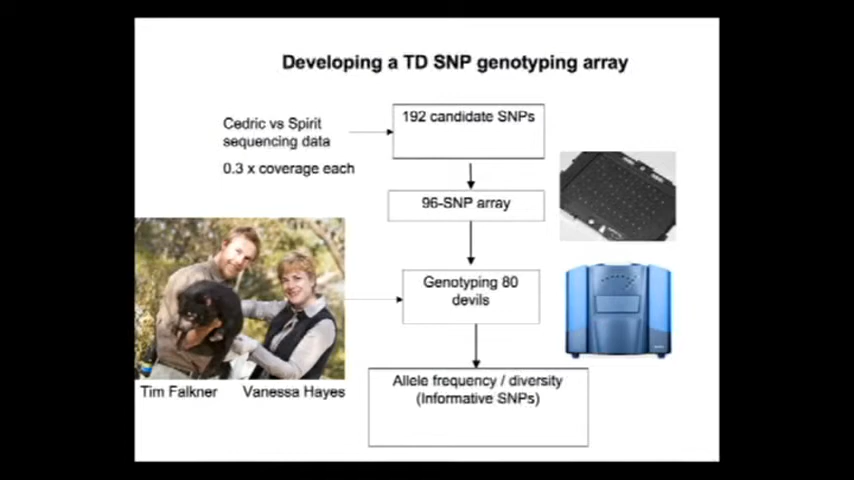 Developing a TD SNP genotyping array
Cedric vs Spirit
sequencing data
0.3 x coverage each
192 candidate SNPs
96-SNP array
Genotyping 80
devils
Tim Falkner
Vanessa Hayes
Allele frequency / diversity
(Informative SNPs)